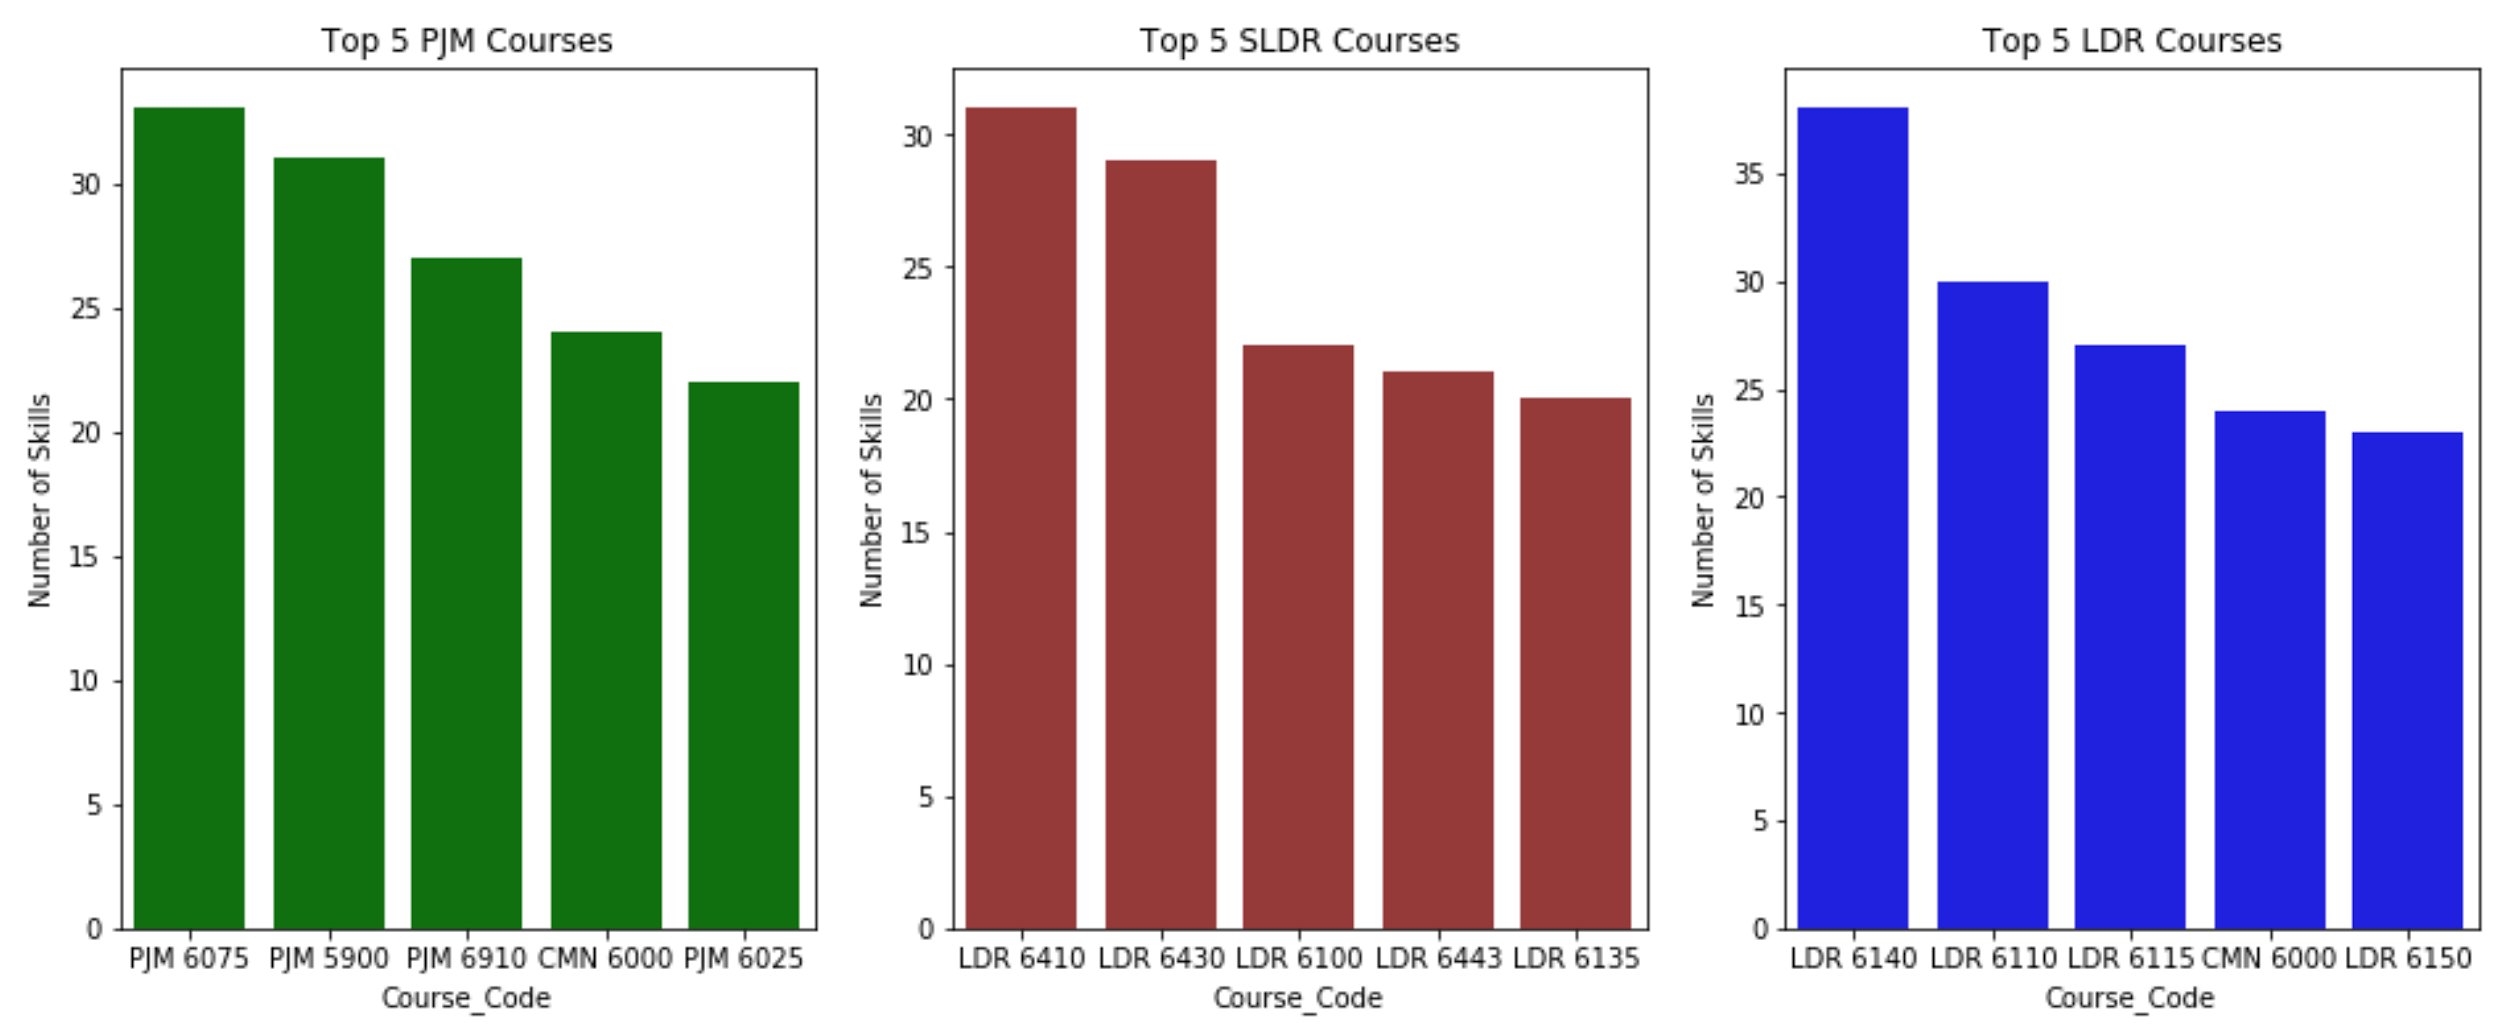 Top 5 PJM Courses
Number of Skills
30
25
20
15
10
5
0
PJM 6075 PJM 5900 PJM 6910 CMN 6000 PJM 6025
Course_Code
Top 5 SLDR Courses
Number of Skills
30
25
20
15
10
5
0
LDR 6410 LDR 6430 LDR 6100 LDR 6443 LDR 6135
Course_Code
Top 5 LDR Courses
Number of Skills
35
30
25
20
15
10
5
0
LDR 6140 LDR 6110 LDR 6115 CMN 6000 LDR 6150
Course_Code